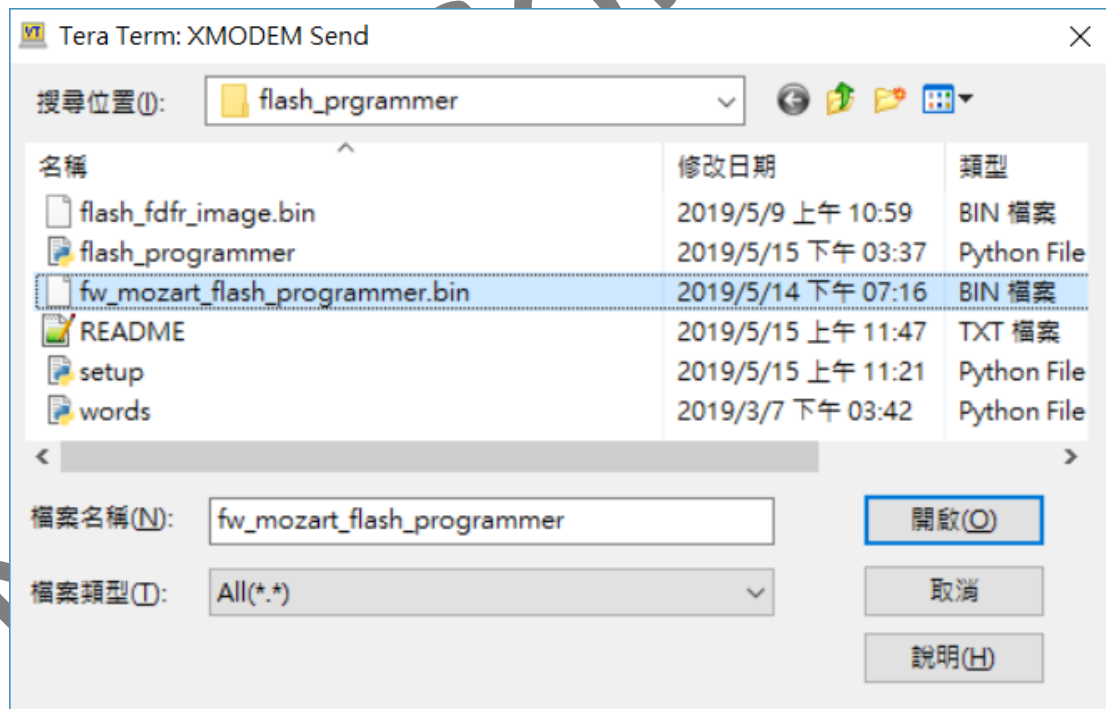 Tera Term: XMODEM Send
搜尋位置(I): flash_prgrammer
名稱 修改日期 類型
flash_fdfr_image.bin 2019/5/9 上午 10:59 BIN 檔案
flash_programmer 2019/5/15 下午 03:37 Python File
fw_mozart_flash_programmer.bin 2019/5/14 下午 07:16 BIN 檔案
README 2019/5/15 上午 11:47 TXT 檔案
setup 2019/5/15 上午 11:21 Python File
words 2019/3/7 下午 03:42 Python File
檔案名稱(N): fw_mozart_flash_programmer 開啟(O)
檔案類型(T): All(*.*) 取消
說明(H)